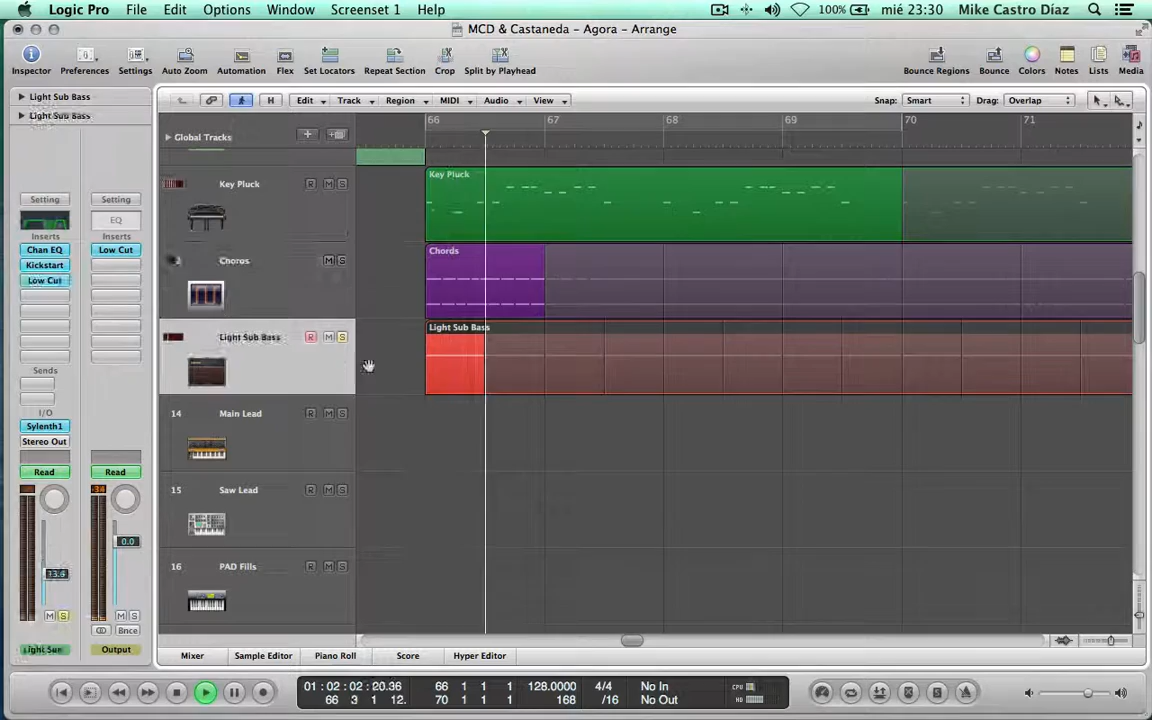 Logic Pro File Edit Options Window Screenset 1 Help 100% mié 23:30 Mike Castro Díaz
MCD & Castaneda – Agora – Arrange
Inspector Preferences Settings Auto Zoom Automation Flex Set Locators Repeat Section Crop Split by Playhead Bounce Regions Bounce Colors Notes Lists Media
Light Sub Bass
Edit Track Region MIDI Audio View Snap: Smart Drag: Overlap
H
Light Sub Bass
66 67 68 69 70 71
Global Tracks
Key Pluck R M S
Key Pluck
Setting Setting
EQ
Inserts Inserts
Chan EQ Low Cut
Kickstart
Low Cut
Chorus M S
Chords
Light Sub Bass R M S
Light Sub Bass
Sends
I/O
Sylenth1
Stereo Out
Read Read
14 Main Lead R M S
15 Saw Lead R M S
16 PAD Fills R M S
0.0
M S M S
Bnce
Output
Mixer Sample Editor Piano Roll Score Hyper Editor
01 : 02 : 02 : 20.36 66 1 1 1 128.0000 4/4 No In CPU
66 3 1 12. 70 1 1 1 168 /16 No Out HD